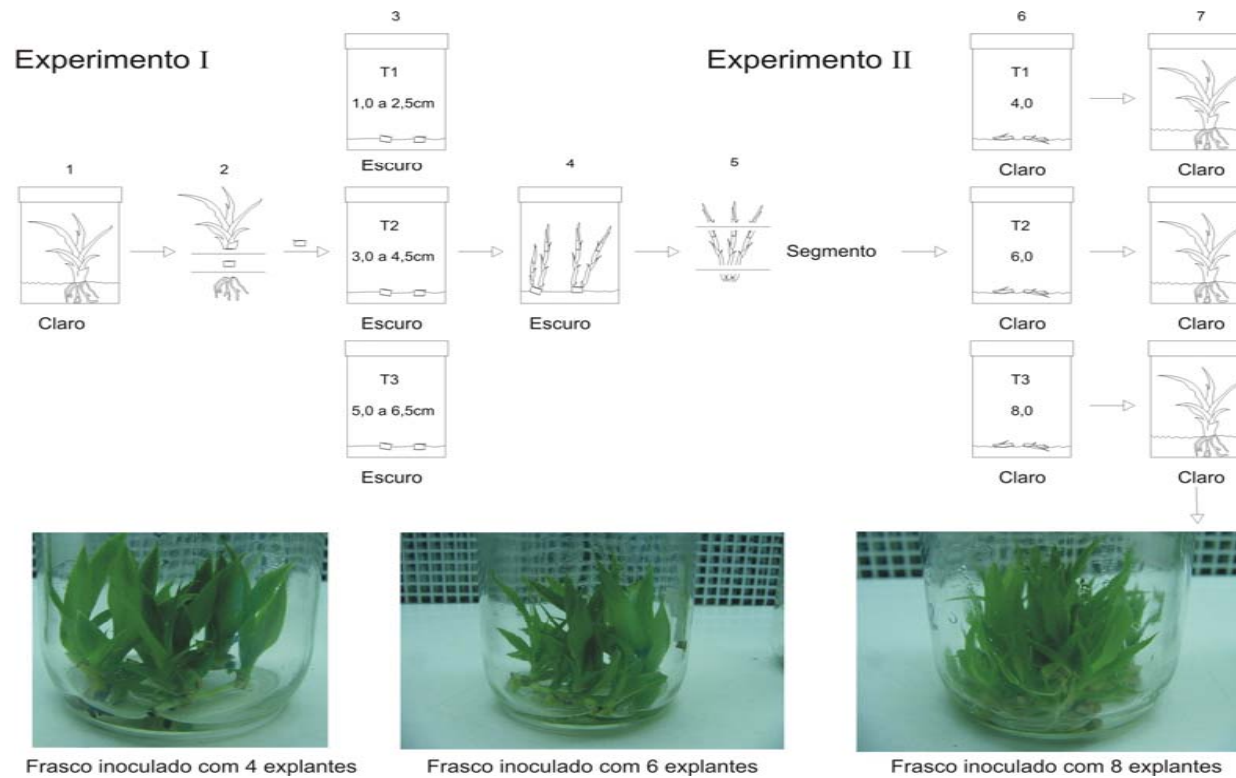 Experimento I
Experimento II
1
2
3
4
5
6
7
T1
1,0 a 2,5cm
Escuro
T2
3,0 a 4,5cm
Escuro
T3
5,0 a 6,5cm
Escuro
Claro
Escuro
Segmento
T1
4,0
Claro
Claro
T2
6,0
Claro
Claro
T3
8,0
Claro
Claro
Frasco inoculado com 4 explantes
Frasco inoculado com 6 explantes
Frasco inoculado com 8 explantes